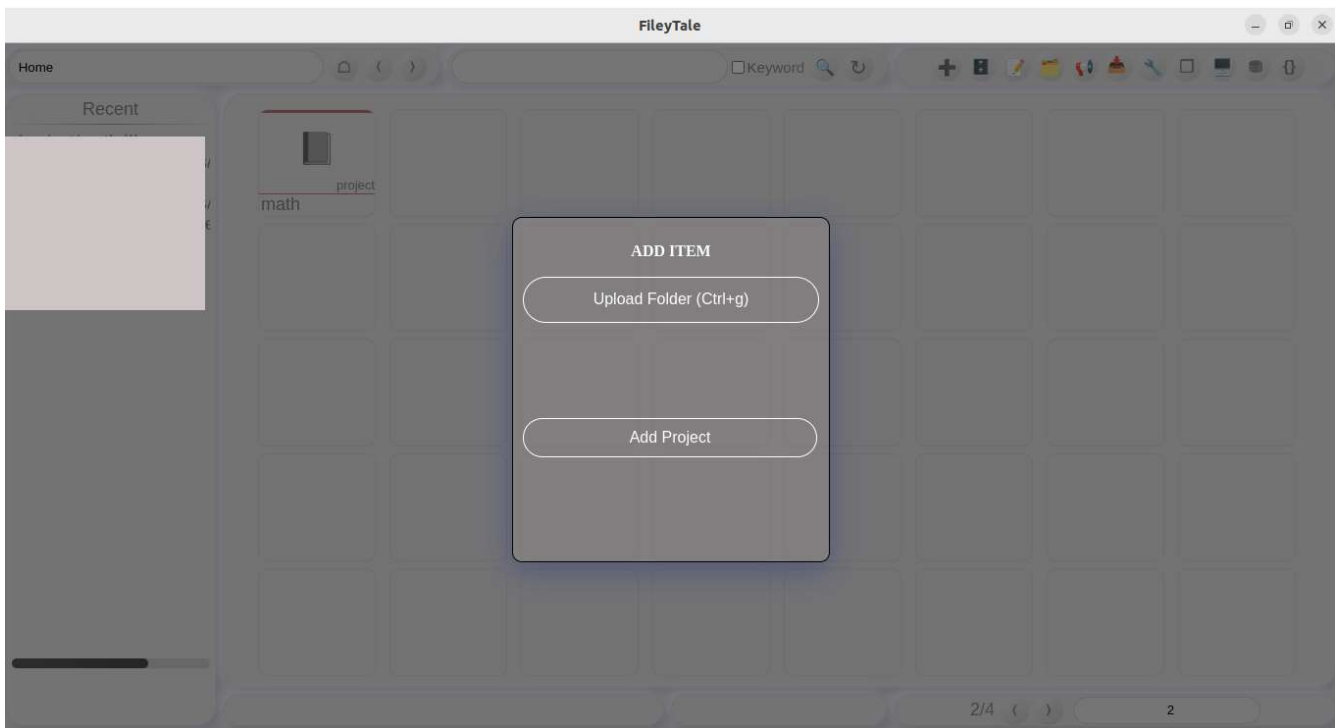 FileyTale
Home
Keyword
{}
Recent
project
math
ADD ITEM
Upload Folder (Ctrl+g)
Add Project
2/4
2